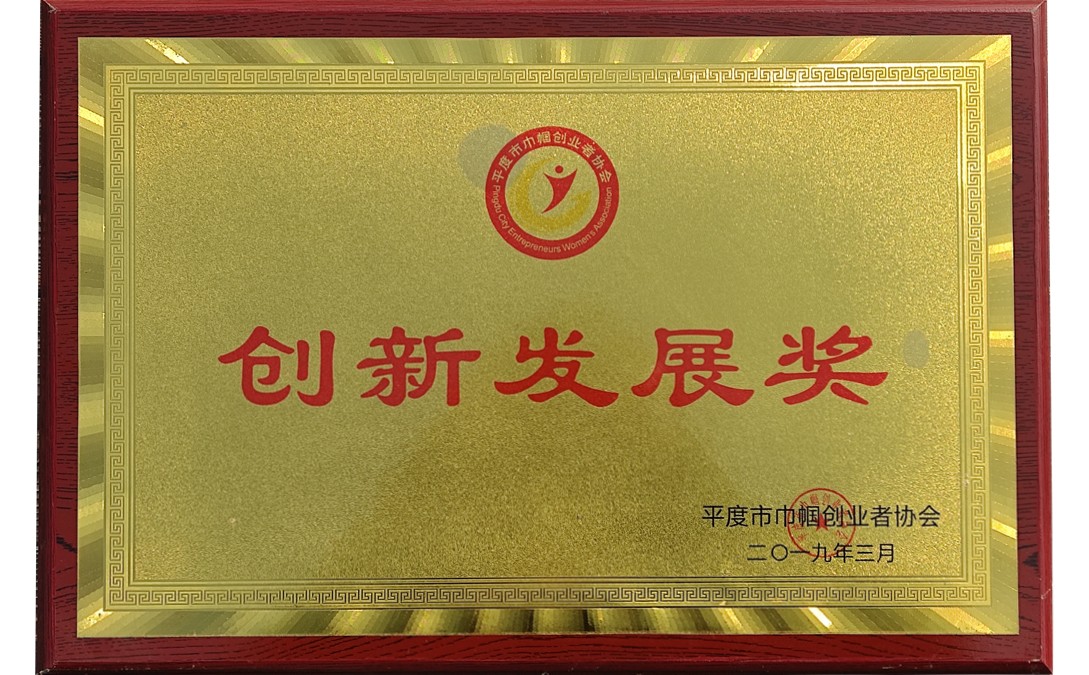 平度市巾帼创业者协会
Pingdu City Entrepreneurs Women's Association
创新发展奖
平度市巾帼创业者协会
二〇一九年三月